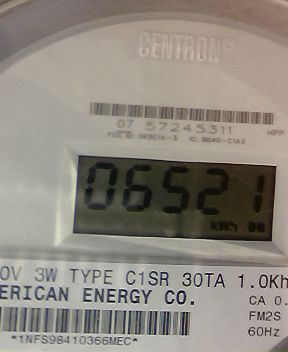 CENTRON®
07 57245311
HPP
06521
kWh
0V 3W TYPE C1SR 30TA 1.0Kh
ERICAN ENERGY CO.
CA 0.
FM2S
60Hz
*1NFS98410366MEC*